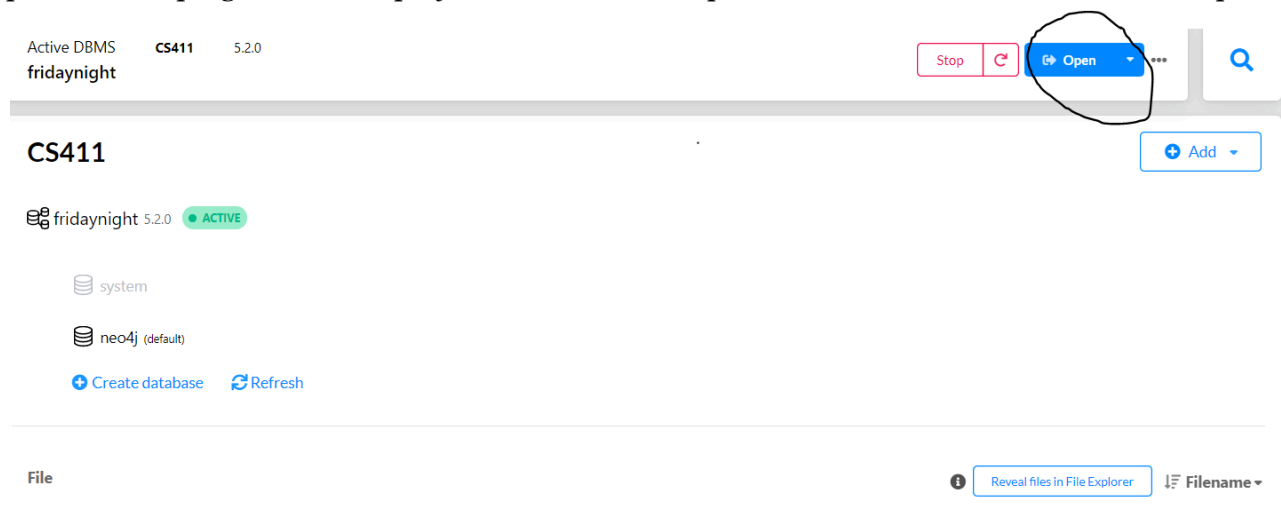 Active DBMS CS411 5.2.0
fridaynight
Stop Open
CS411
Add
fridaynight 5.2.0 ACTIVE
system
neo4j (default)
Create database Refresh
File Reveal files in File Explorer Filename